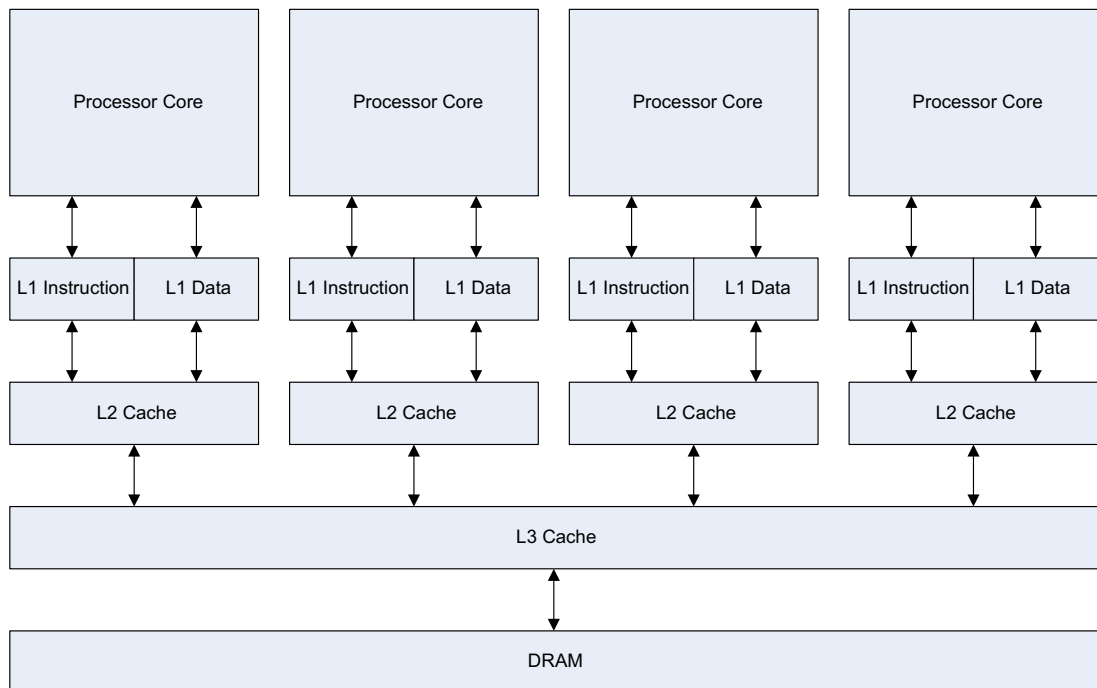 Processor Core Processor Core Processor Core Processor Core
L1 Instruction L1 Data L1 Instruction L1 Data L1 Instruction L1 Data L1 Instruction L1 Data
L2 Cache L2 Cache L2 Cache L2 Cache
L3 Cache
DRAM